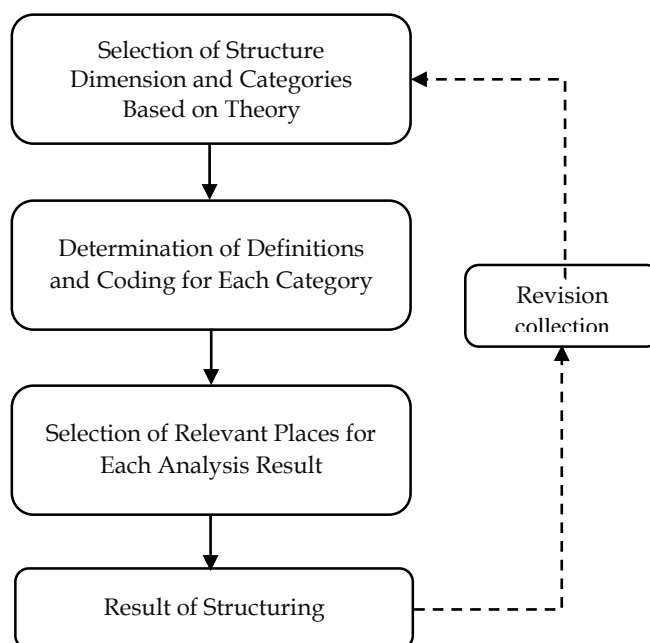 Selection of Structure
Dimension and Categories
Based on Theory
Determination of Definitions
and Coding for Each Category
Revision
collection
Selection of Relevant Places for
Each Analysis Result
Result of Structuring